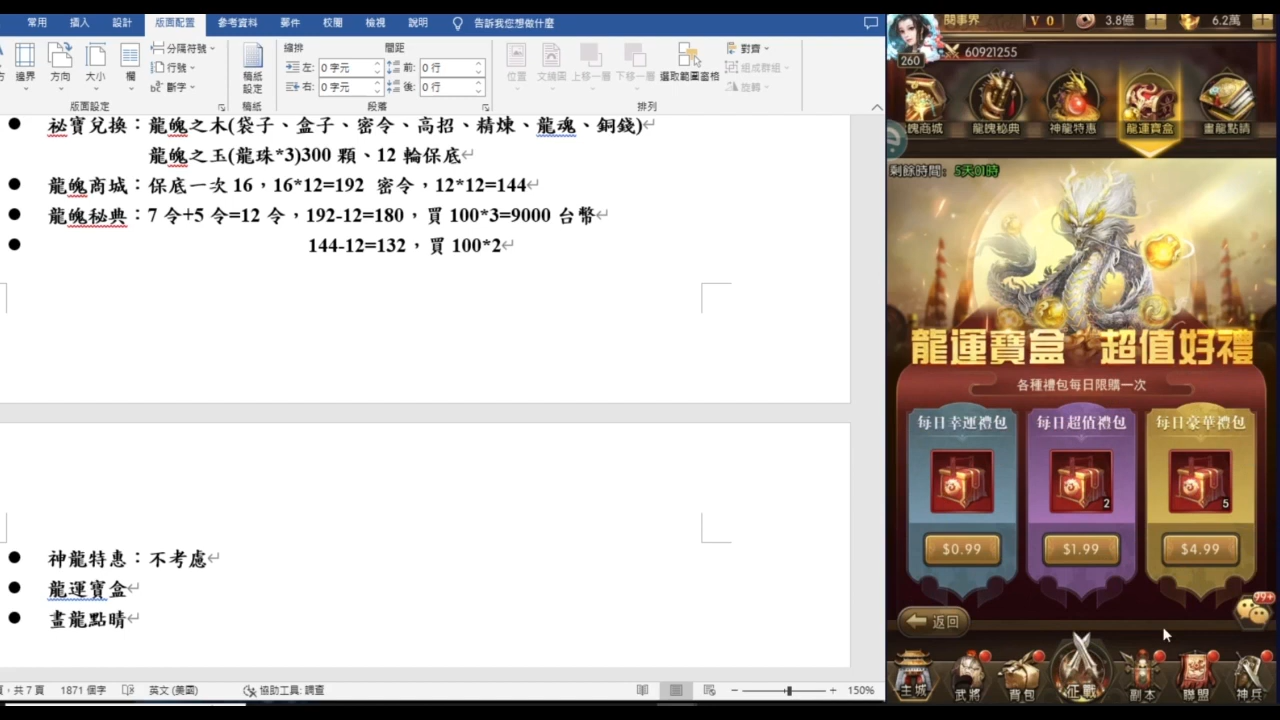 常用 插入 設計 版面配置 參考資料 郵件 校閱 檢視 說明 告訴我您想做什麼
邊界 方向 大小 欄
分隔符號
行號
斷字
版面設定
稿紙
設定
稿紙
縮排 間距
左: 0 字元 前: 0 行
右: 0 字元 後: 0 行
段落
位置 文繞圖 上移一層 下移一層 選取範圍窗格
對齊
組成群組
旋轉
排列
祕寶兌換：龍魄之木(袋子、盒子、密令、高招、精煉、龍魂、銅錢)
龍魄之玉(龍珠*3)300 顆、12 輪保底
龍魄商城：保底一次 16，16*12=192 密令，12*12=144
龍魄秘典：7 令+5 令=12 令，192-12=180，買 100*3=9000 台幣
144-12=132，買 100*2
神龍特惠：不考慮
龍運寶盒
畫龍點睛
，共 7 頁 1871 個字 英文 (美國) 協助工具: 調查 150%
V 0 3.8億 6.2萬
260 60921255
魄商城 龍魄秘典 神龍特惠 龍運寶盒 畫龍點睛
剩餘時間: 5天01時
龍運寶盒 超值好禮
各種禮包每日限購一次
每日幸運禮包 每日超值禮包 每日豪華禮包
2 5
$0.99 $1.99 $4.99
返回
99+
主城 武將 背包 征戰 副本 聯盟 神兵